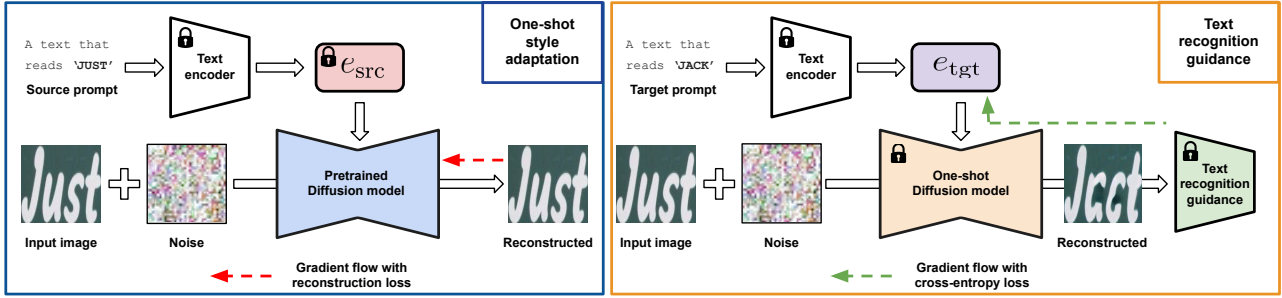 One-shot
style
adaptation
A text that
reads ‘JUST’
Source prompt
Text
encoder
e_src
Input image
Just
Noise
Pretrained
Diffusion model
Just
Reconstructed
Gradient flow with
reconstruction loss
Text
recognition
guidance
A text that
reads ‘JACK’
Target prompt
Text
encoder
e_tgt
Just
Input image
Noise
One-shot
Diffusion model
Jact
Reconstructed
Text
recognition
guidance
Gradient flow with
cross-entropy loss